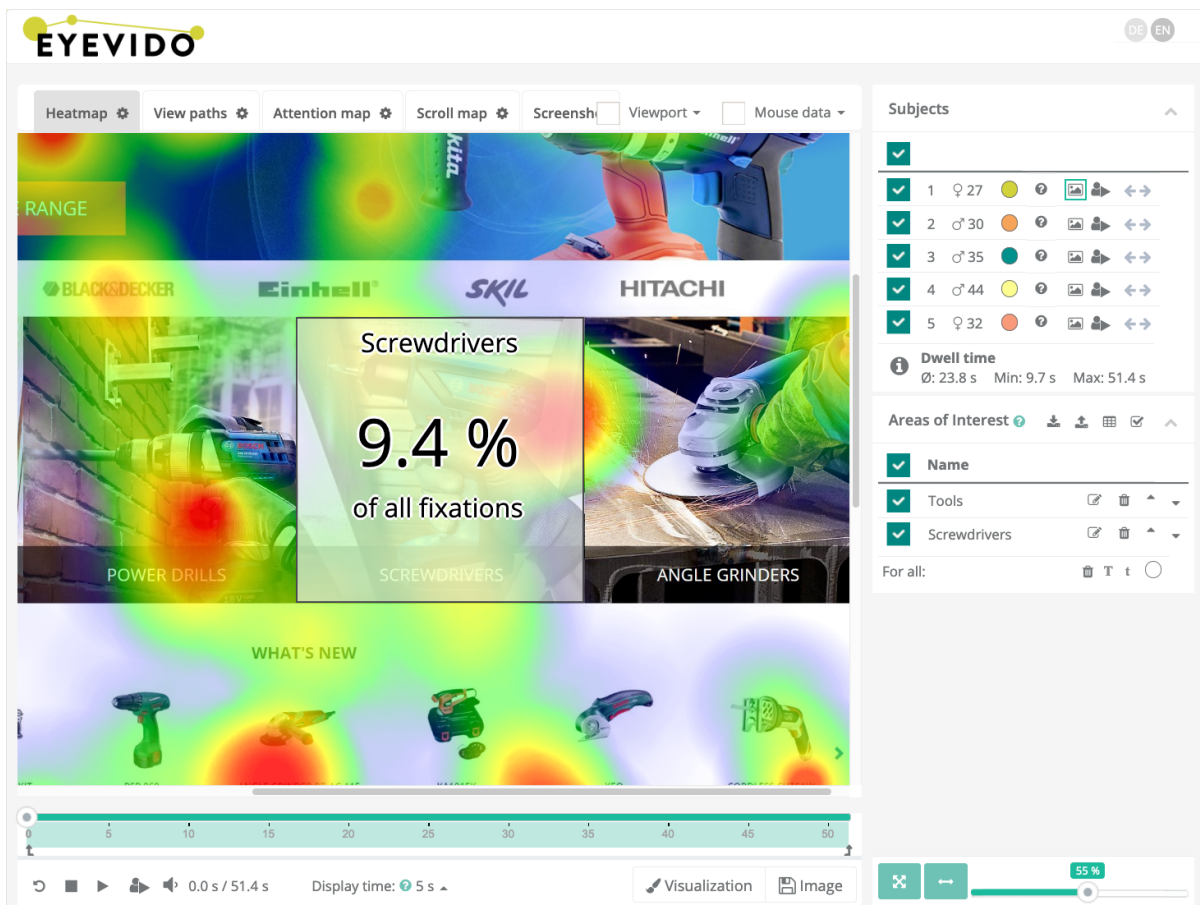 EYEVIDO
DE EN
Heatmap View paths Attention map Scroll map Screensh Viewport Mouse data
kita
RANGE
BLACK&DECKER Einhell® SKIL HITACHI
Screwdrivers
9.4 %
of all fixations
POWER DRILLS SCREWDRIVERS ANGLE GRINDERS
WHAT'S NEW
0 5 10 15 20 25 30 35 40 45 50
0.0 s / 51.4 s Display time: 5 s Visualization Image
Subjects
1 ♀ 27
2 ♂ 30
3 ♂ 35
4 ♂ 44
5 ♀ 32
Dwell time
Ø: 23.8 s Min: 9.7 s Max: 51.4 s
Areas of Interest
Name
Tools
Screwdrivers
For all: T t
55 %